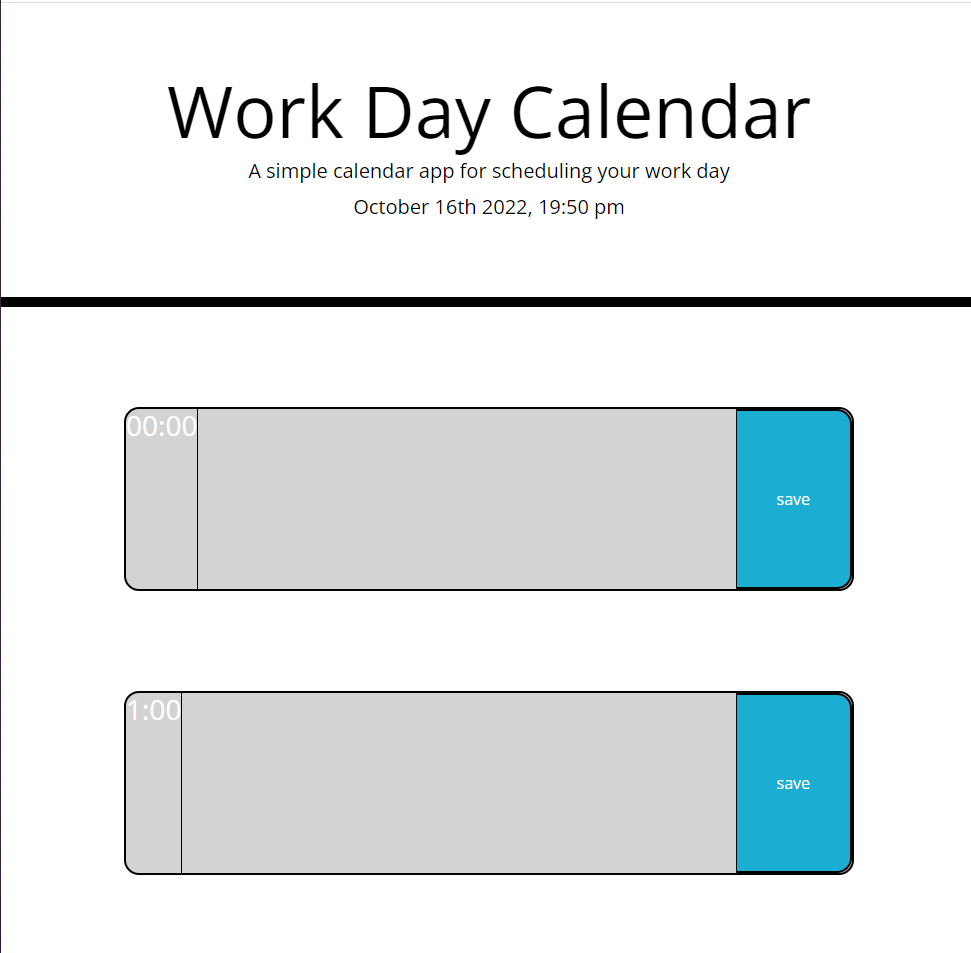 Work Day Calendar
A simple calendar app for scheduling your work day
October 16th 2022, 19:50 pm
00:00
save
1:00
save